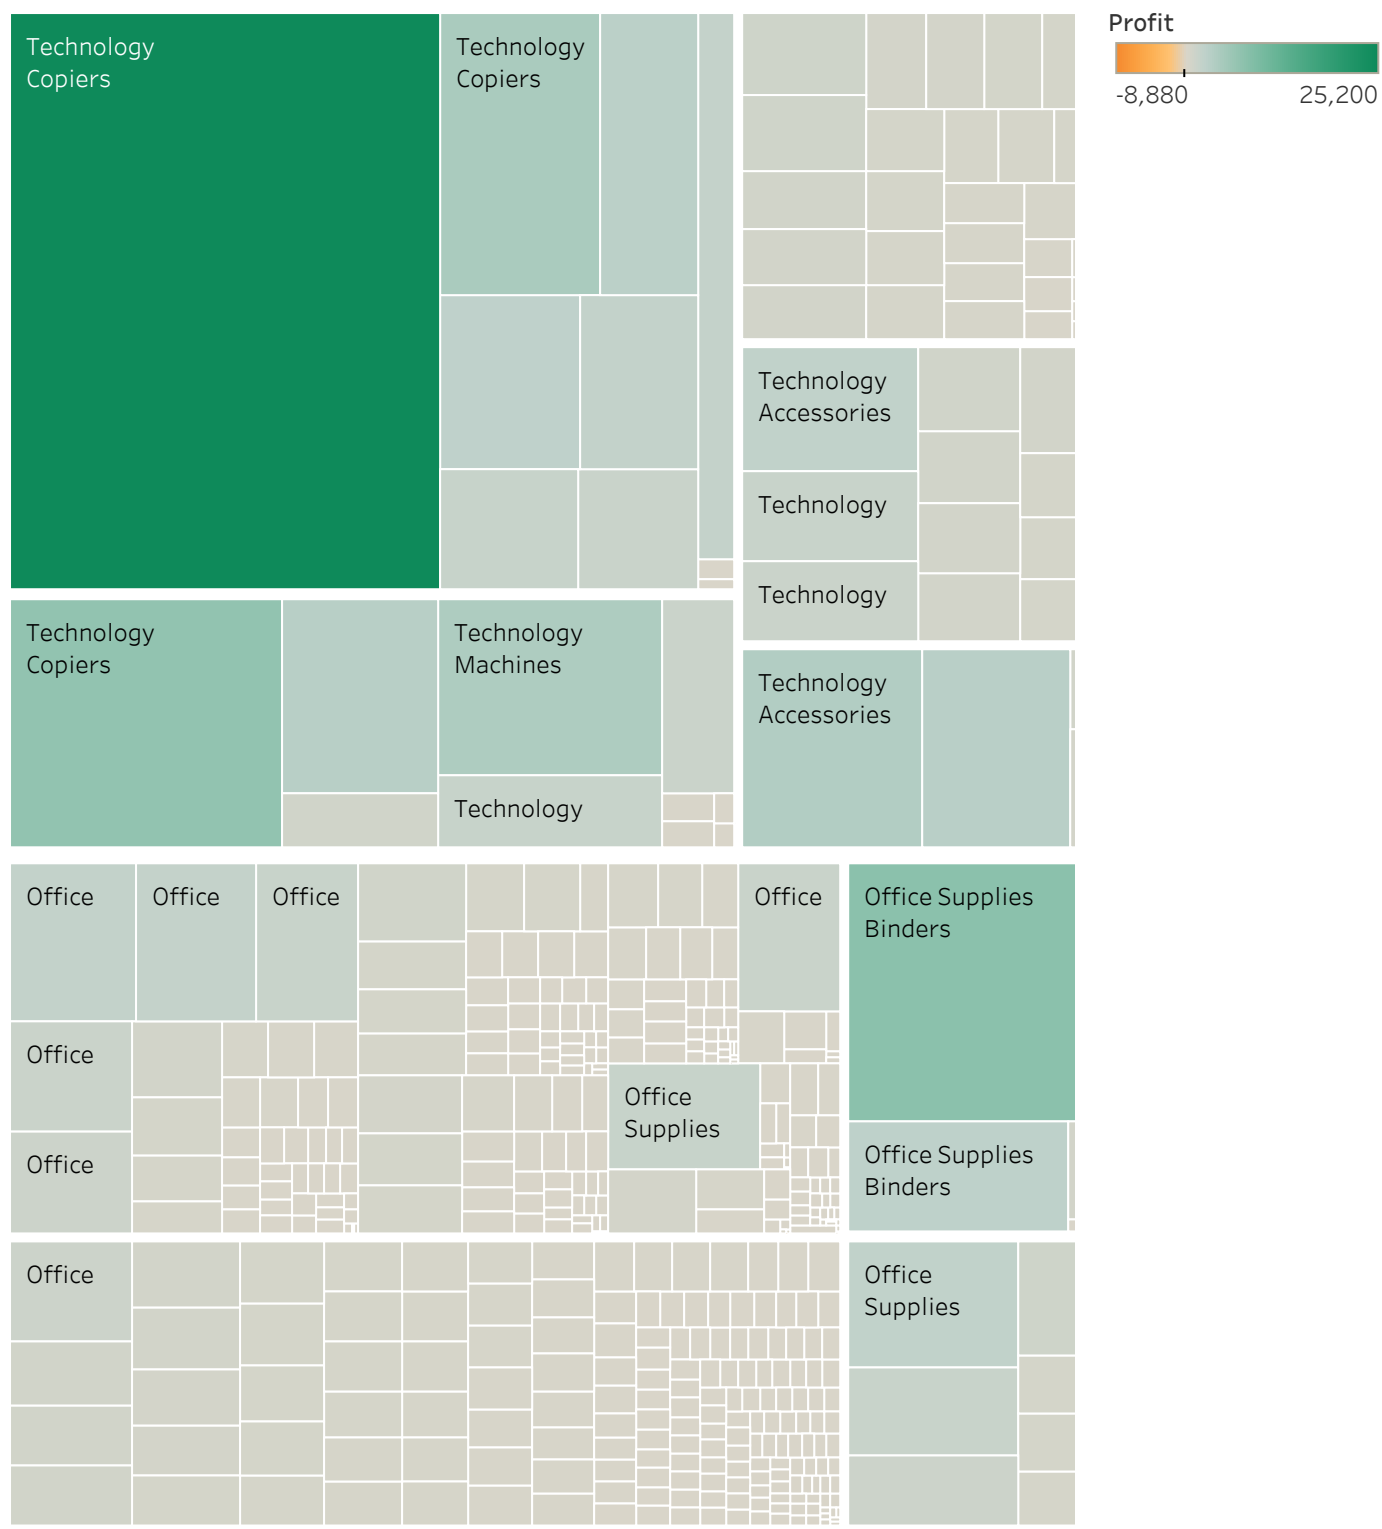 Technology
Copiers
Technology
Copiers
Technology
Accessories
Technology
Technology
Technology
Copiers
Technology
Machines
Technology
Technology
Accessories
Office
Office
Office
Office
Office
Office
Office
Supplies
Office Supplies
Binders
Office Supplies
Binders
Office
Office
Supplies
Profit
-8,880
25,200